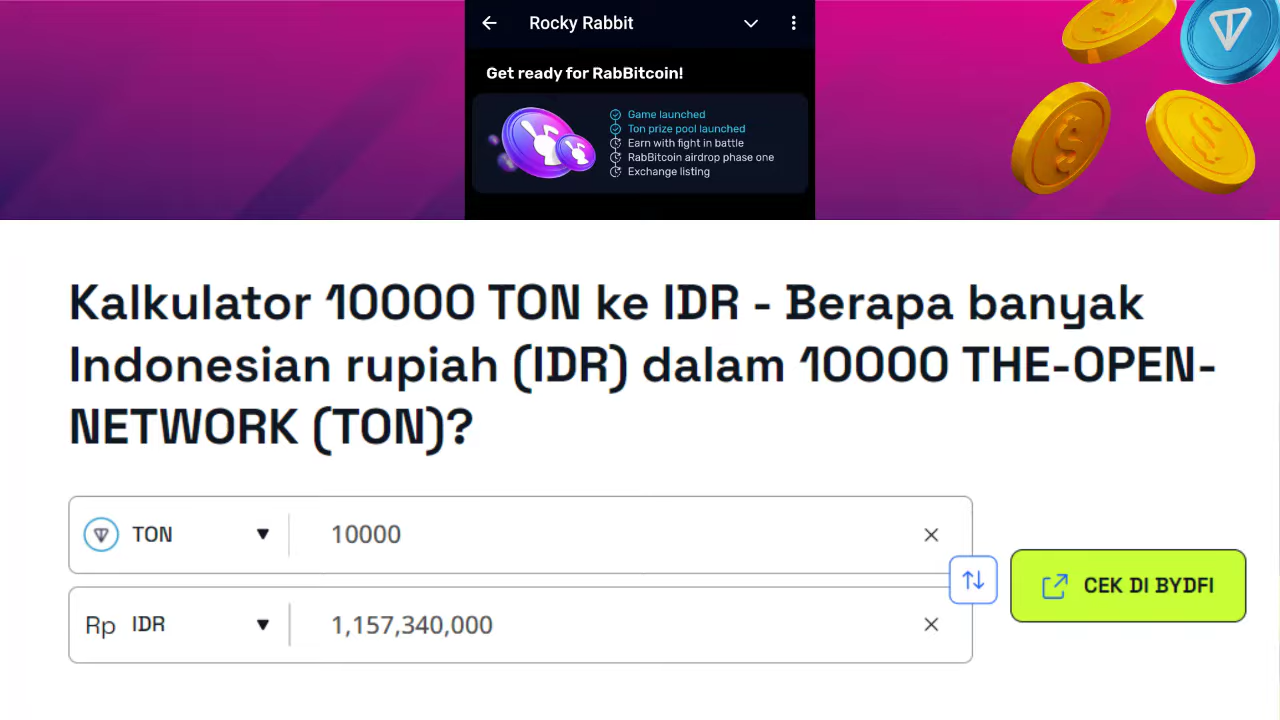 Rocky Rabbit
Get ready for RabBitcoin!
Game launched
Ton prize pool launched
Earn with fight in battle
RabBitcoin airdrop phase one
Exchange listing
Kalkulator 10000 TON ke IDR - Berapa banyak
Indonesian rupiah (IDR) dalam 10000 THE-OPEN-
NETWORK (TON)?
TON 10000
CEK DI BYDFI
Rp IDR 1,157,340,000